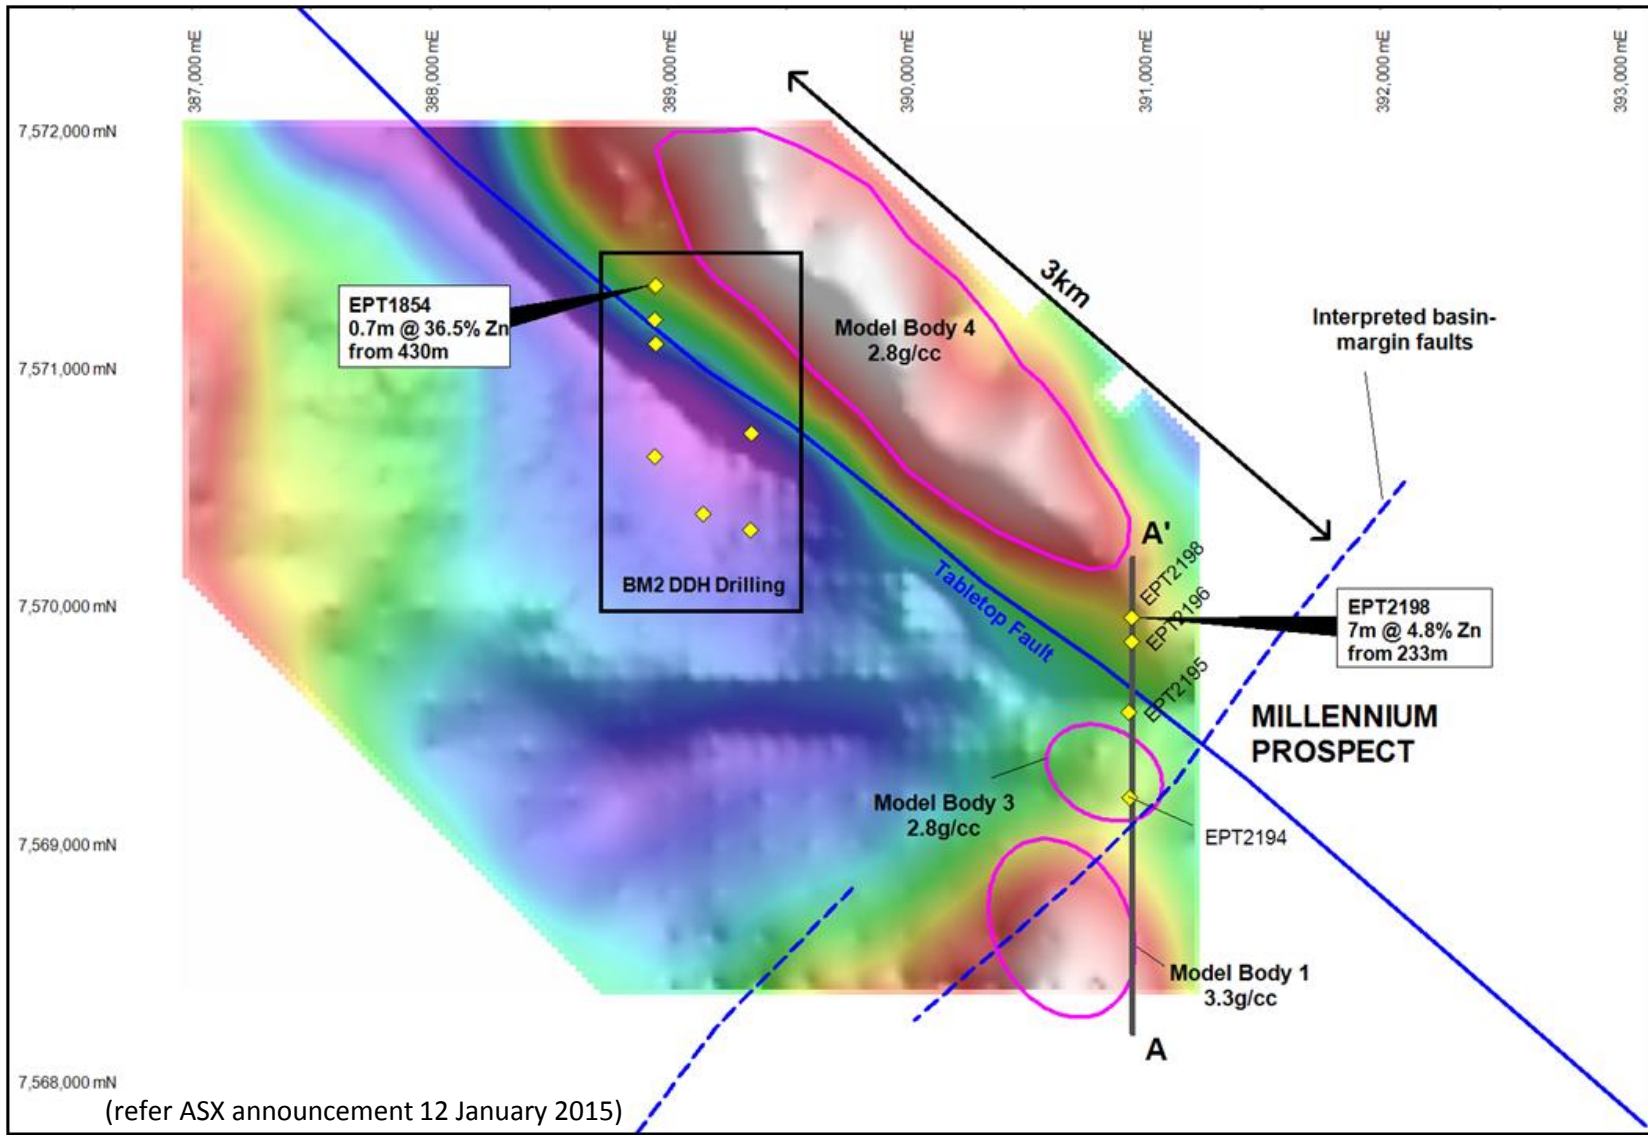 387,000 mE
388,000 mE
389,000 mE
390,000 mE
391,000 mE
392,000 mE
393,000 mE
7,572,000 mN
7,571,000 mN
7,570,000 mN
7,569,000 mN
7,568,000 mN
3km
Interpreted basin-
margin faults
EPT1854
0.7m @ 36.5% Zn
from 430m
Model Body 4
2.8g/cc
BM2 DDH Drilling
Tabletop Fault
A'
EPT2198
EPT2196
EPT2195
EPT2198
7m @ 4.8% Zn
from 233m
MILLENNIUM
PROSPECT
Model Body 3
2.8g/cc
EPT2194
Model Body 1
3.3g/cc
A
(refer ASX announcement 12 January 2015)